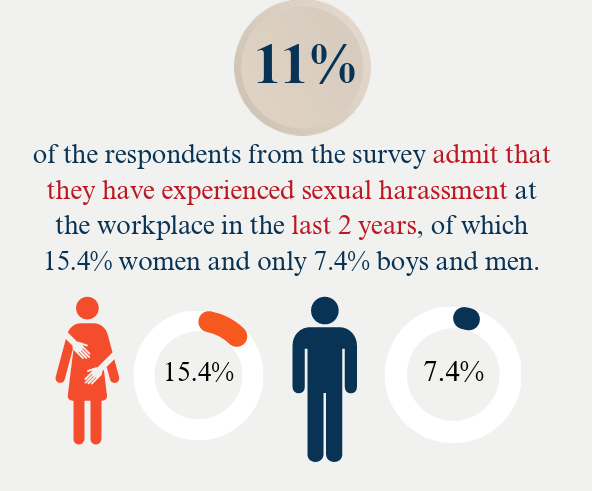 11%
of the respondents from the survey admit that
they have experienced sexual harassment at
the workplace in the last 2 years, of which
15.4% women and only 7.4% boys and men.
15.4%
7.4%